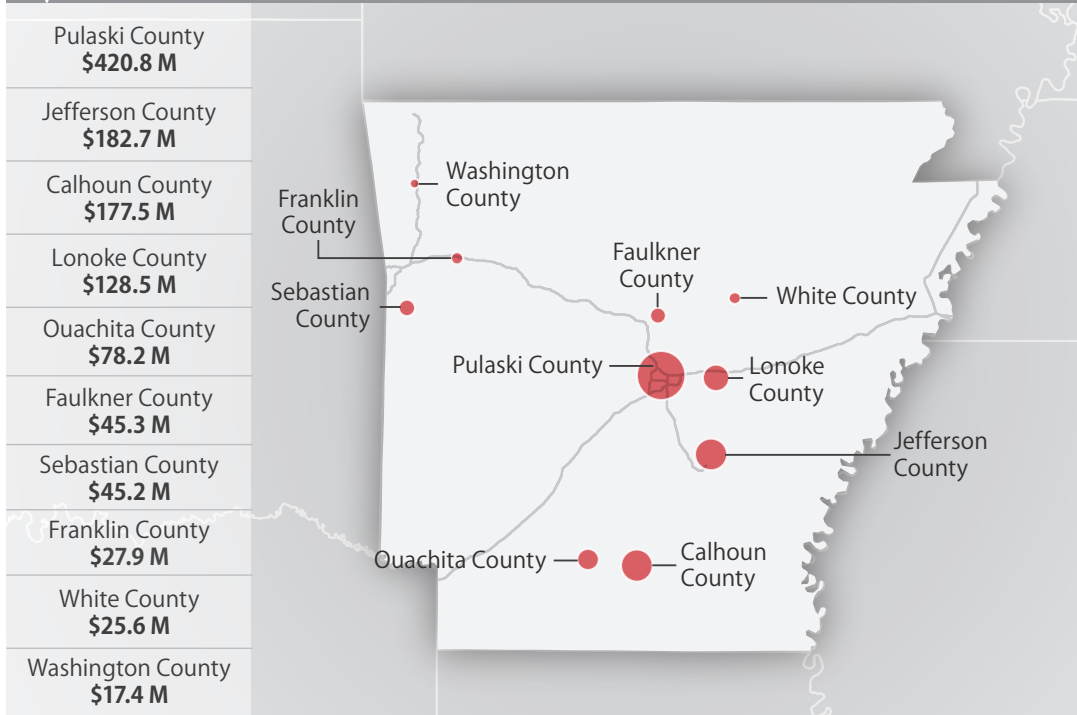 Pulaski County
$420.8 M
Jefferson County
$182.7 M
Calhoun County
$177.5 M
Lonoke County
$128.5 M
Ouachita County
$78.2 M
Faulkner County
$45.3 M
Sebastian County
$45.2 M
Franklin County
$27.9 M
White County
$25.6 M
Washington County
$17.4 M
Washington
County
Franklin
County
Faulkner
County
Sebastian
County
White County
Pulaski County
Lonoke
County
Jefferson
County
Ouachita County
Calhoun
County